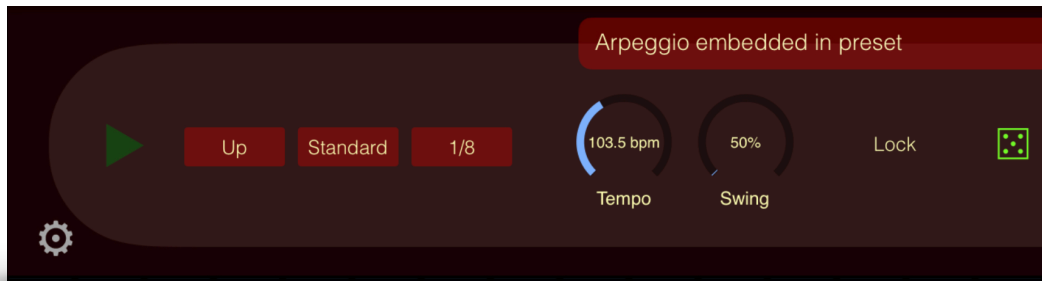 Arpeggio embedded in preset
Up Standard 1/8 103.5 bpm 50% Lock
Tempo Swing